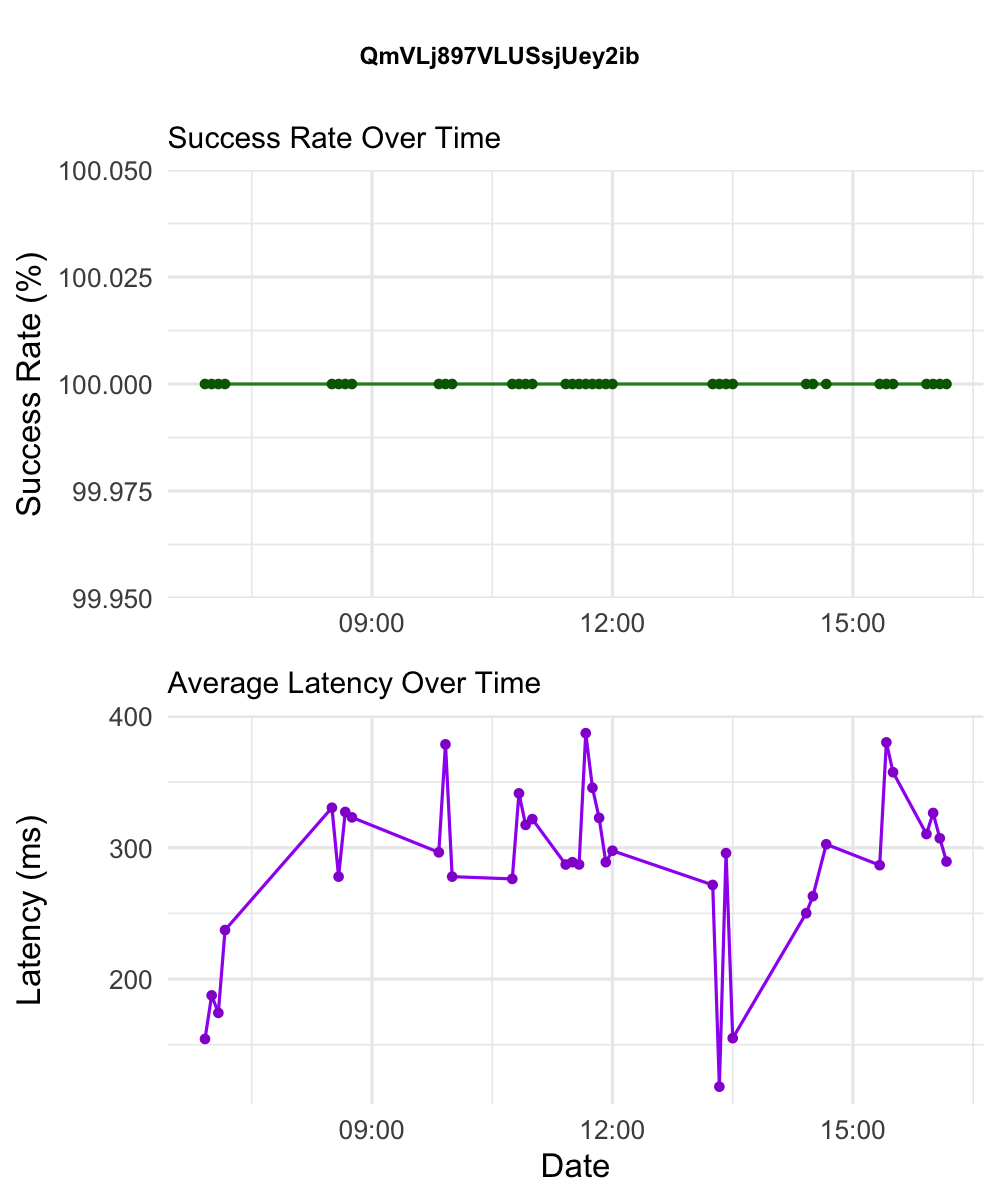 QmVLj897VLUSsjUey2ib
Success Rate Over Time
Success Rate (%)
100.050
100.025
100.000
99.975
99.950
09:00 12:00 15:00
Average Latency Over Time
Latency (ms)
400
300
200
09:00 12:00 15:00
Date